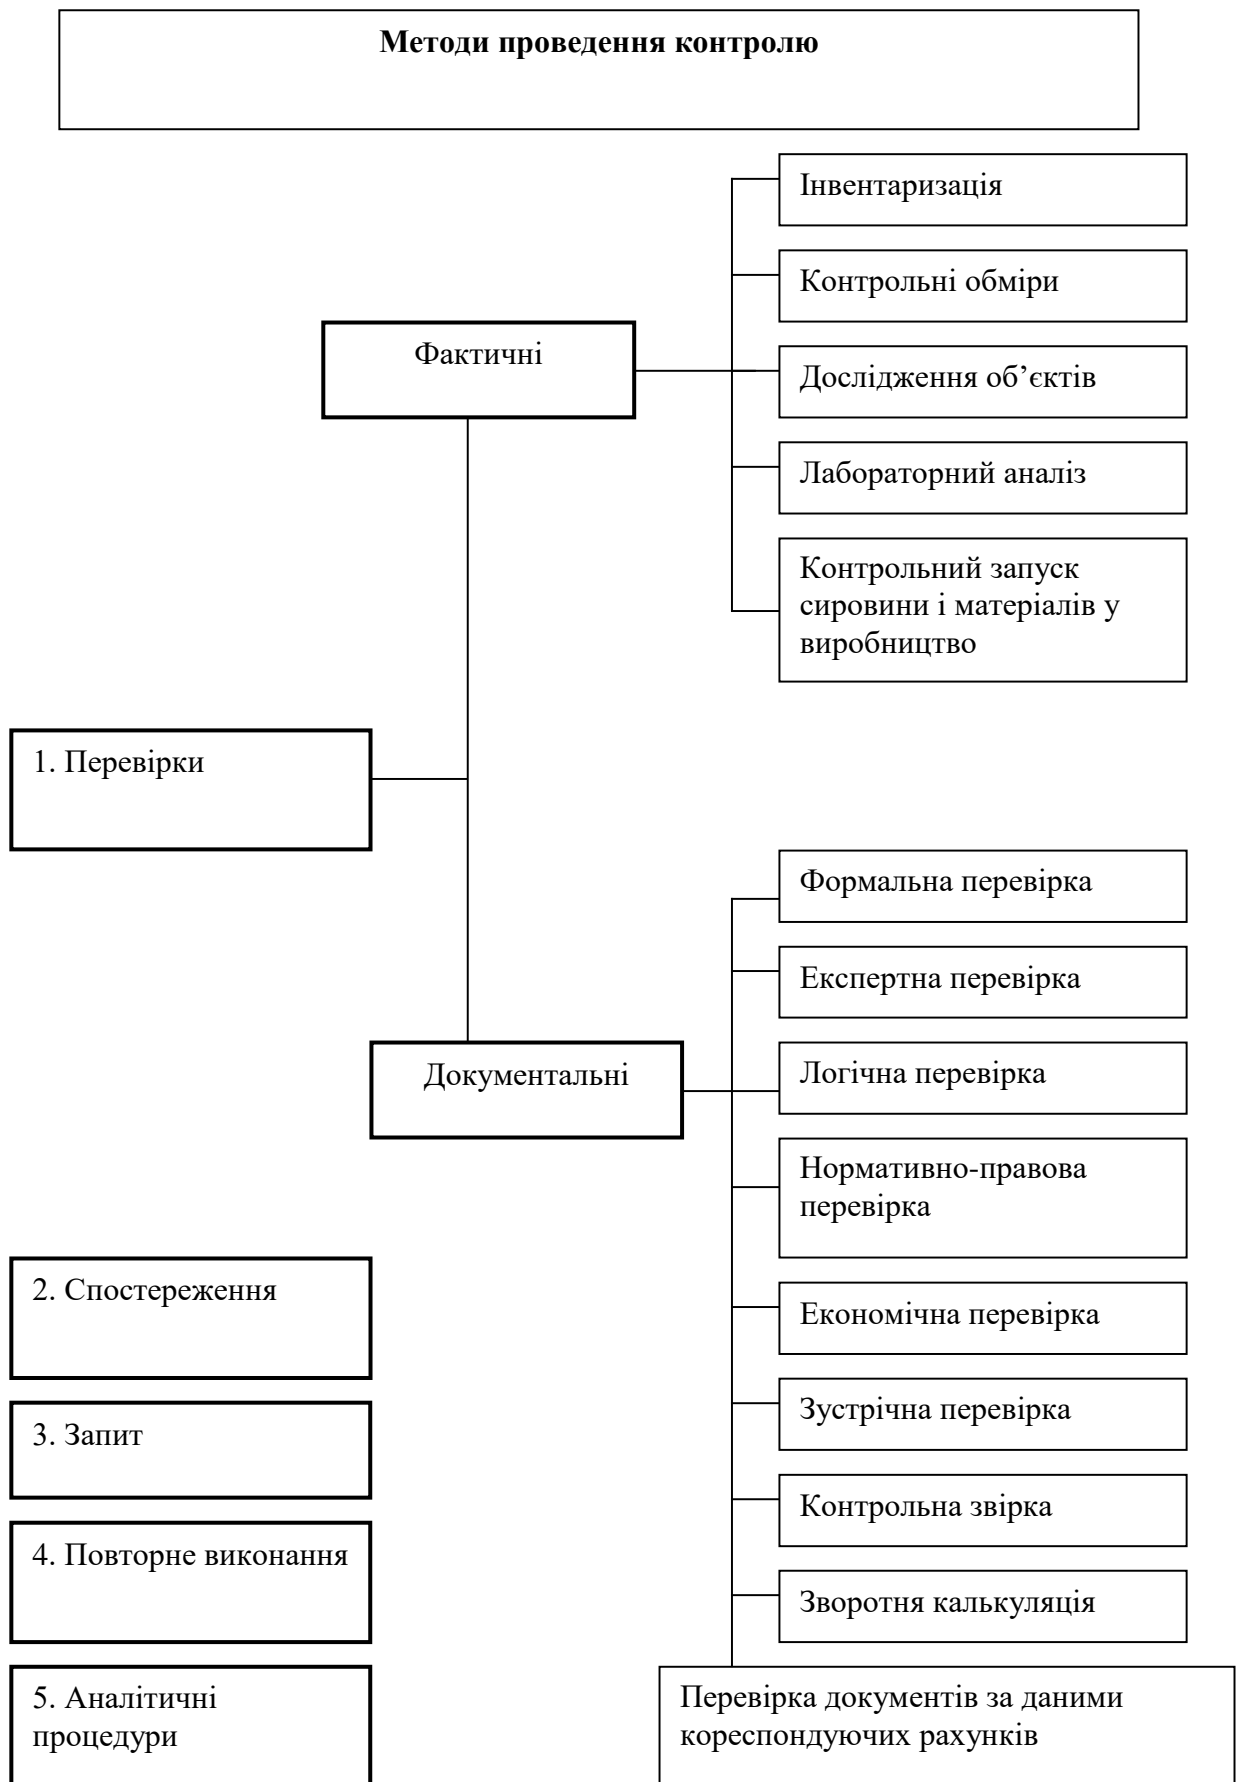 Методи проведення контролю
Інвентаризація
Контрольні обміри
Фактичні
Дослідження об’єктів
Лабораторний аналіз
Контрольний запуск
сировини і матеріалів у
виробництво
1. Перевірки
Формальна перевірка
Експертна перевірка
Документальні
Логічна перевірка
Нормативно-правова
перевірка
2. Спостереження
Економічна перевірка
Зустрічна перевірка
3. Запит
Контрольна звірка
4. Повторне виконання
Зворотня калькуляція
5. Аналітичні
процедури
Перевірка документів за даними
кореспондуючих рахунків